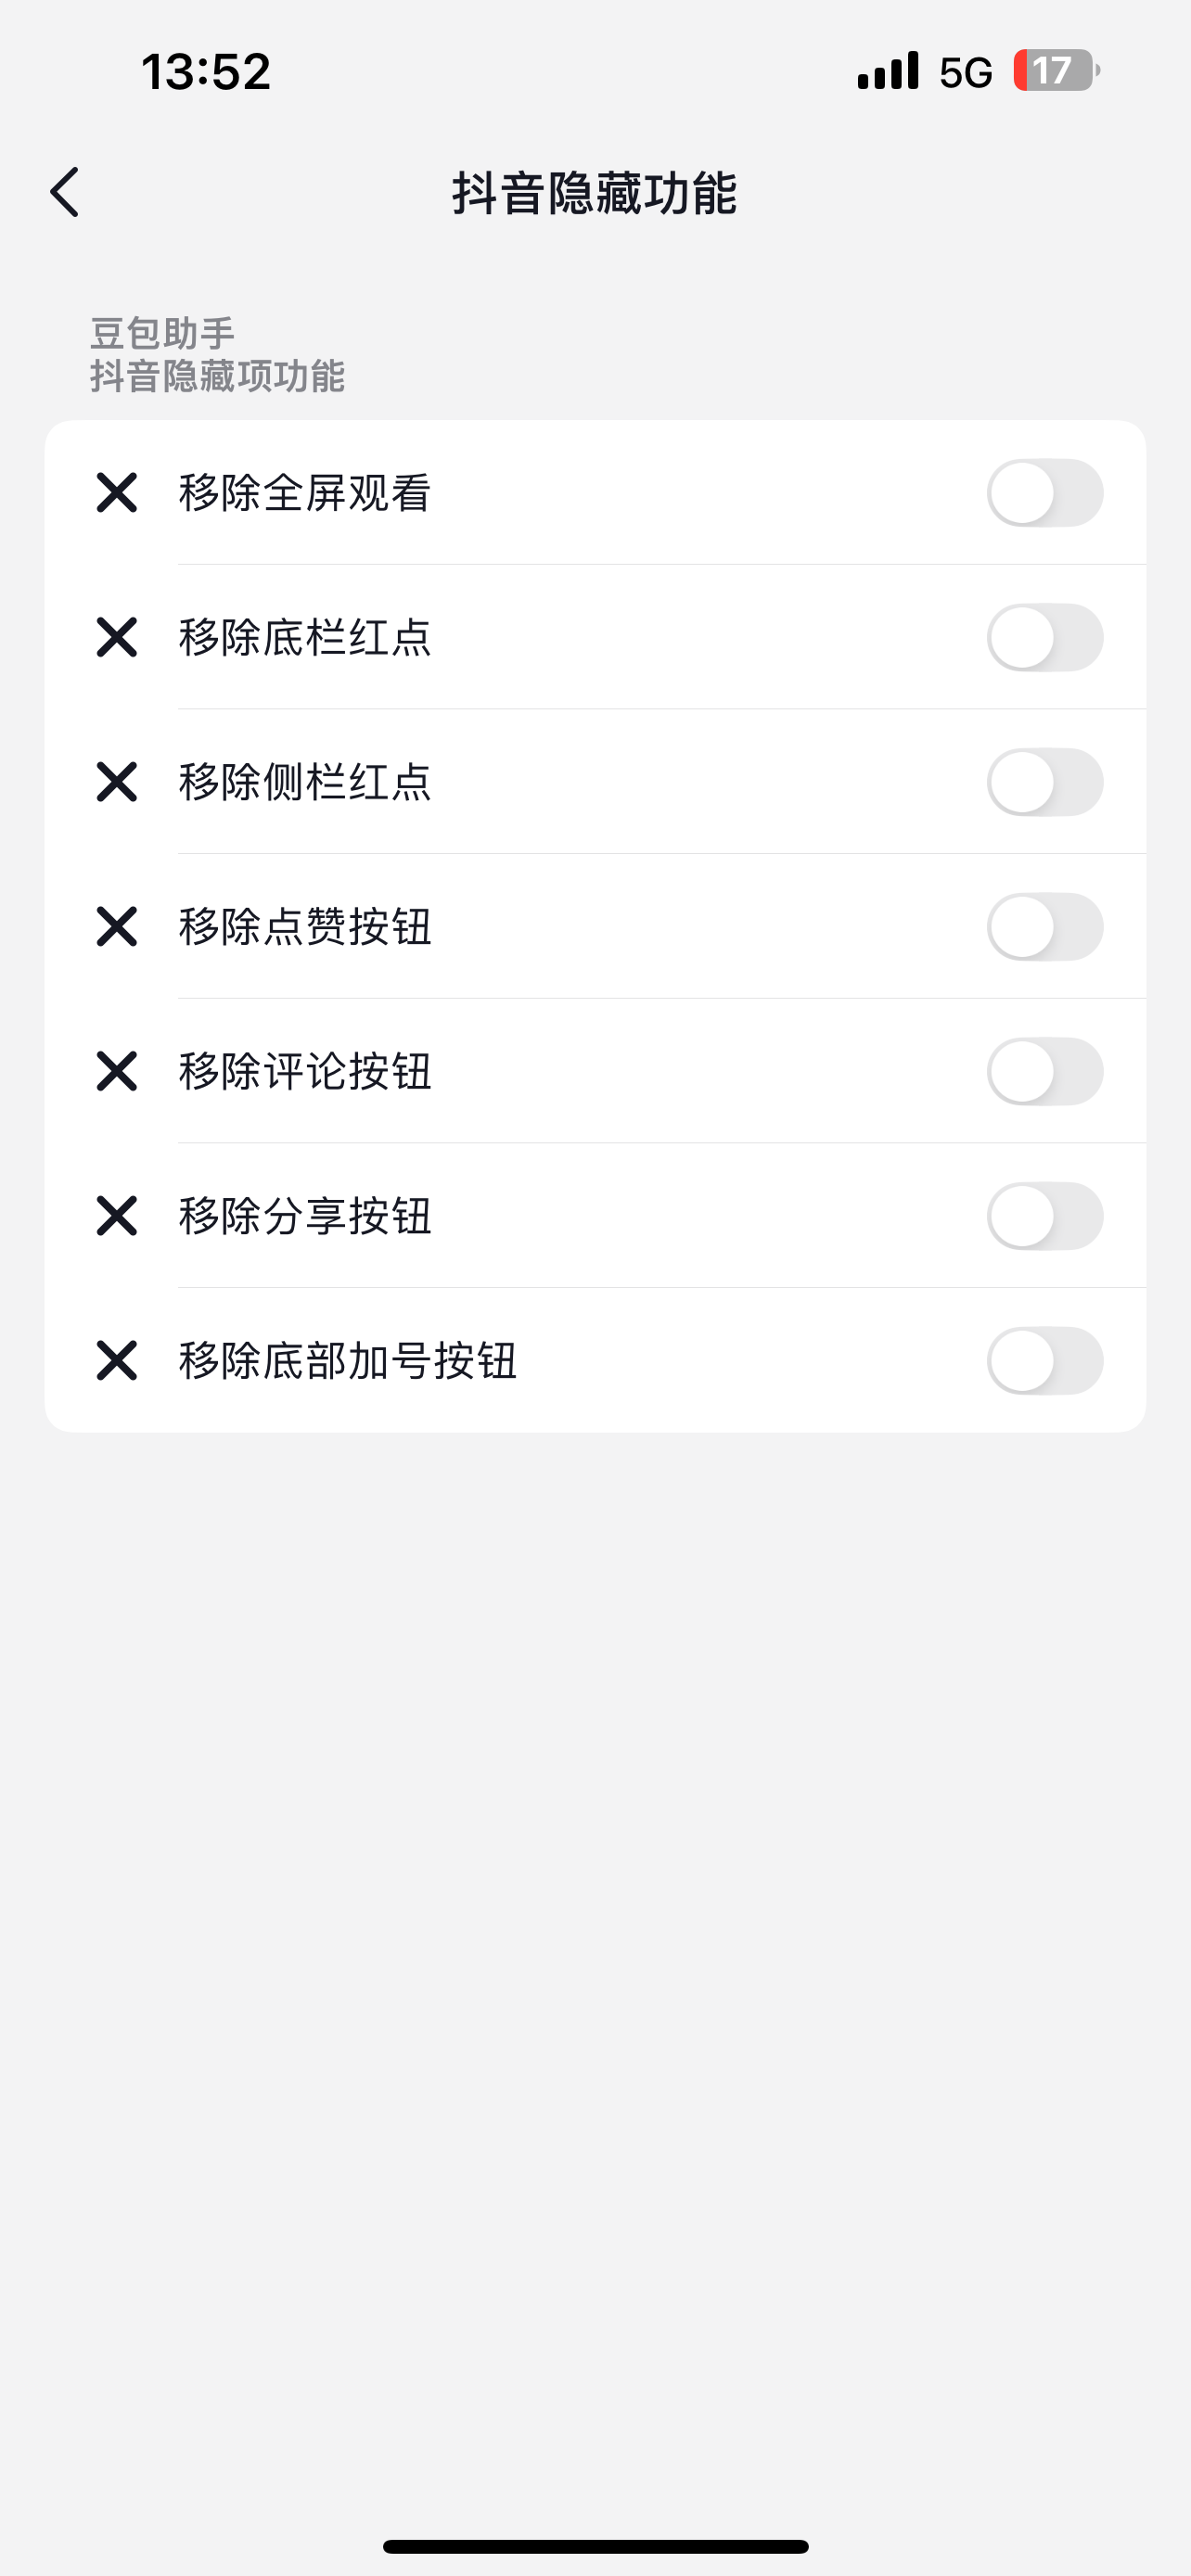 13:52 5G 17
抖音隐藏功能
豆包助手
抖音隐藏项功能
移除全屏观看
移除底栏红点
移除侧栏红点
移除点赞按钮
移除评论按钮
移除分享按钮
移除底部加号按钮